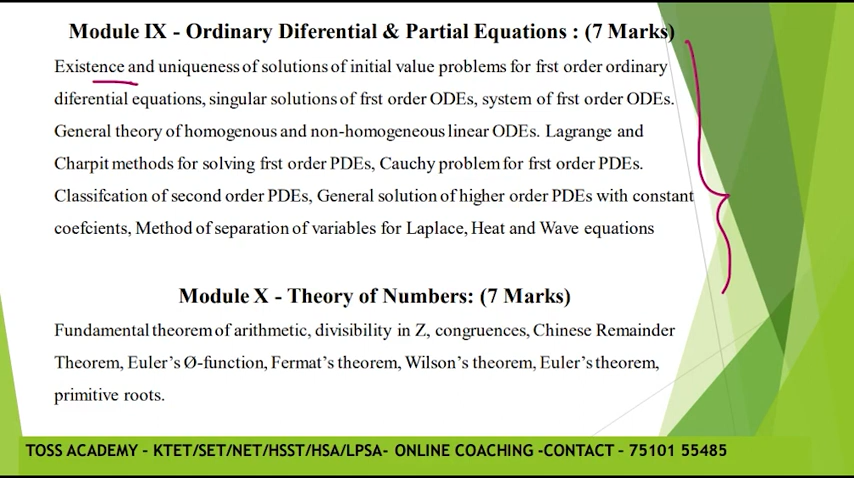 Module IX - Ordinary Diferential & Partial Equations : (7 Marks)
Existence and uniqueness of solutions of initial value problems for frst order ordinary
diferential equations, singular solutions of frst order ODEs, system of frst order ODEs.
General theory of homogenous and non-homogeneous linear ODEs. Lagrange and
Charpit methods for solving frst order PDEs, Cauchy problem for frst order PDEs.
Classifcation of second order PDEs, General solution of higher order PDEs with constant
coefcients, Method of separation of variables for Laplace, Heat and Wave equations
Module X - Theory of Numbers: (7 Marks)
Fundamental theorem of arithmetic, divisibility in Z, congruences, Chinese Remainder
Theorem, Euler’s Ø-function, Fermat’s theorem, Wilson’s theorem, Euler’s theorem,
primitive roots.
TOSS ACADEMY – KTET/SET/NET/HSST/HSA/LPSA- ONLINE COACHING -CONTACT – 75101 55485